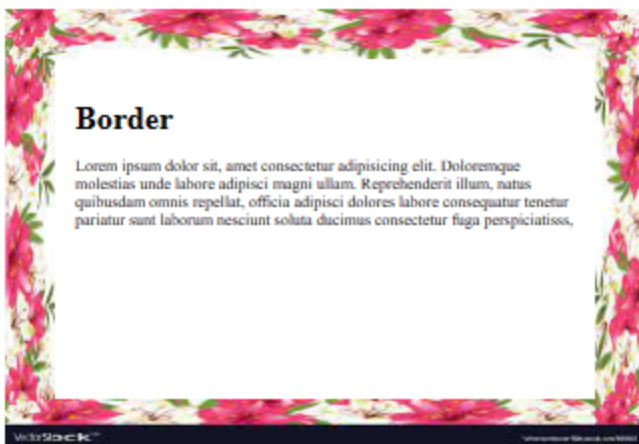 Border
Lorem ipsum dolor sit, amet consectetur adipisicing elit. Doloremque
molestias unde labore adipisci magni ullam. Reprehenderit illum, natus
quibusdam omnis repellat, officia adipisci dolores labore consequatur tenetur
pariatur sunt laborum nesciunt soluta ducimus consectetur fuga perspiciatisss,
VectorStock